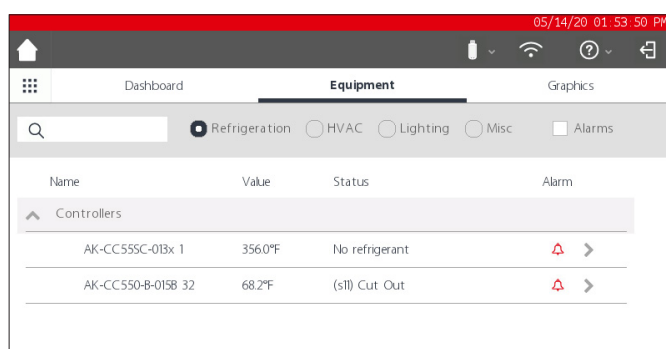 05/14/20 01:53:50 PM
Dashboard Equipment Graphics
Refrigeration HVAC Lighting Misc Alarms
Name Value Status Alarm
Controllers
AK-CC55SC-013x 1 356.0°F No refrigerant
AK-CC550-B-015B 32 68.2°F (s11) Cut Out